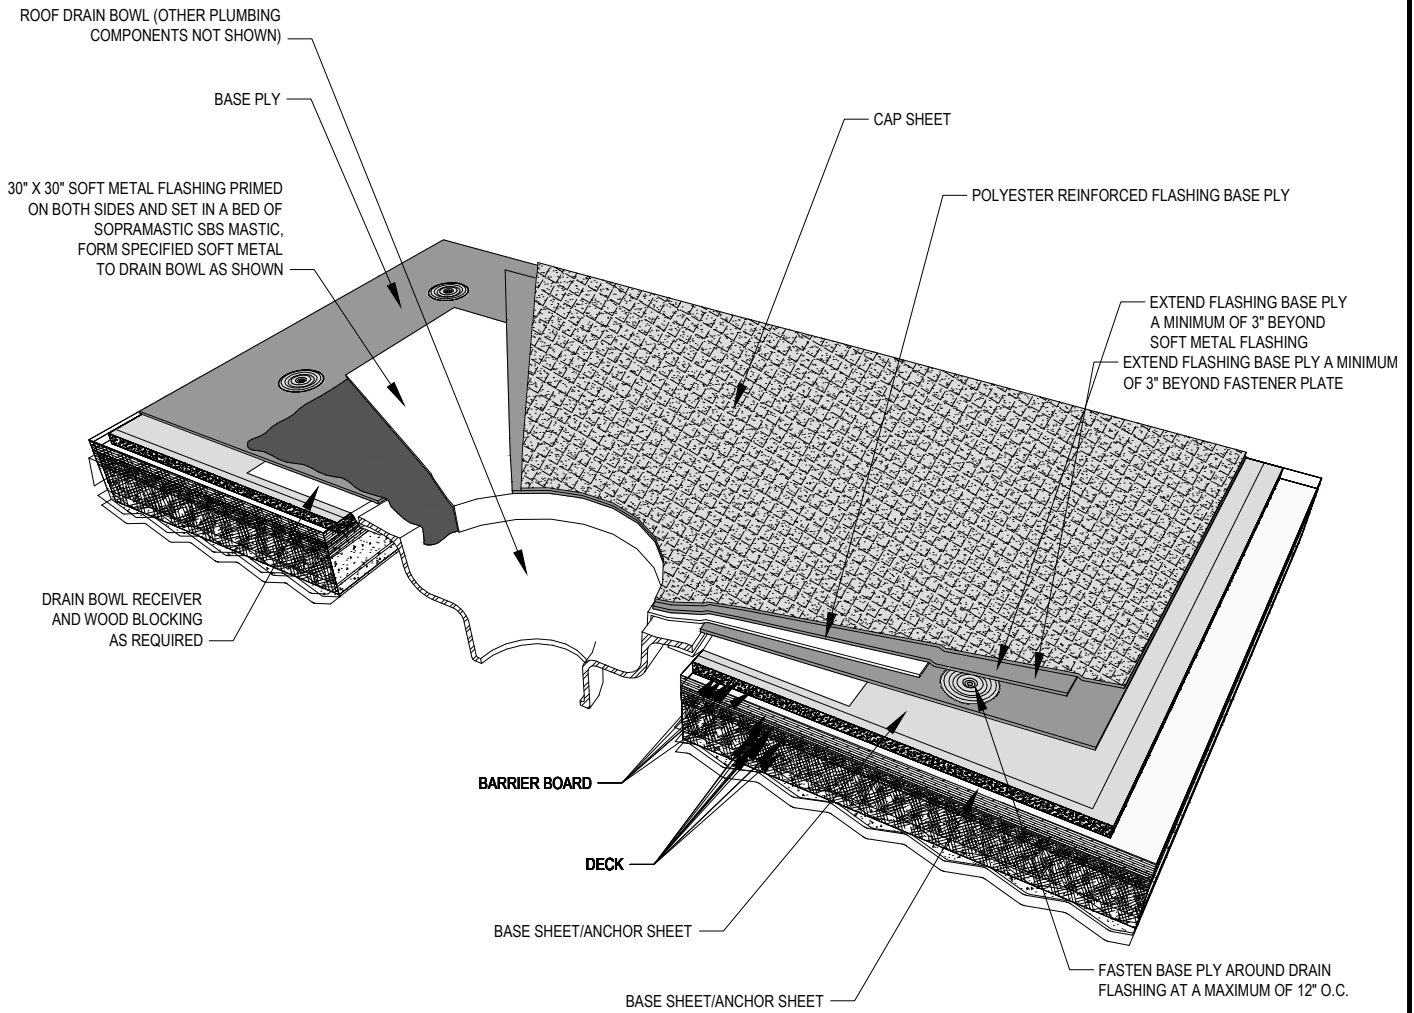 ROOF DRAIN BOWL (OTHER PLUMBING
COMPONENTS NOT SHOWN)
BASE PLY
CAP SHEET
30" X 30" SOFT METAL FLASHING PRIMED
ON BOTH SIDES AND SET IN A BED OF
SOPRAMASTIC SBS MASTIC,
FORM SPECIFIED SOFT METAL
TO DRAIN BOWL AS SHOWN
POLYESTER REINFORCED FLASHING BASE PLY
EXTEND FLASHING BASE PLY
A MINIMUM OF 3" BEYOND
SOFT METAL FLASHING
EXTEND FLASHING BASE PLY A MINIMUM
OF 3" BEYOND FASTENER PLATE
DRAIN BOWL RECEIVER
AND WOOD BLOCKING
AS REQUIRED
BARRIER BOARD
DECK
BASE SHEET/ANCHOR SHEET
BASE SHEET/ANCHOR SHEET
FASTEN BASE PLY AROUND DRAIN
FLASHING AT A MAXIMUM OF 12" O.C.